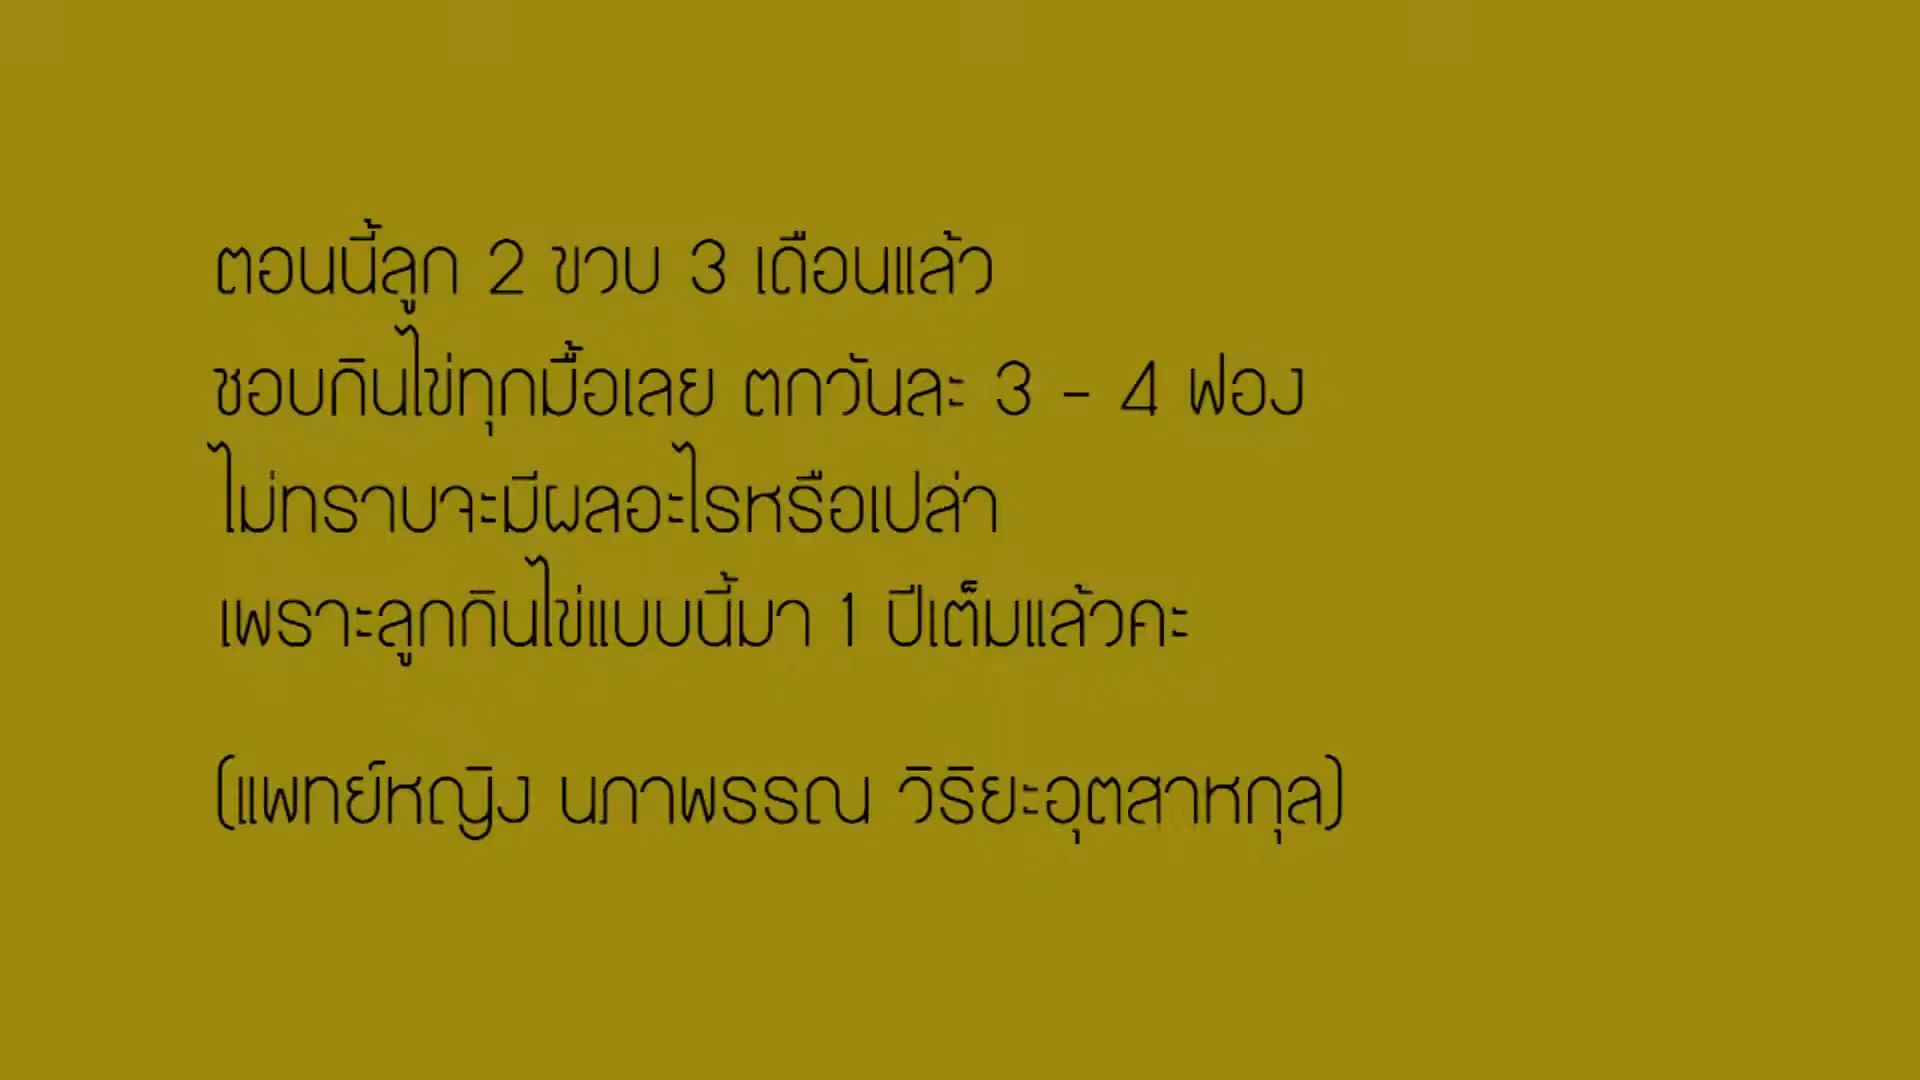 ตอนนี้ลูก 2 ขวบ 3 เดือนแล้ว
ชอบกินไข่ทุกมื้อเลย ตกวันละ 3 - 4 ฟอง
ไม่ทราบจะมีผลอะไรหรือเปล่า
เพราะลูกกินไข่แบบนี้มา 1 ปีเต็มแล้วคะ
(แพทย์หญิง นภาพรรณ วิริยะอุตสาหกุล)